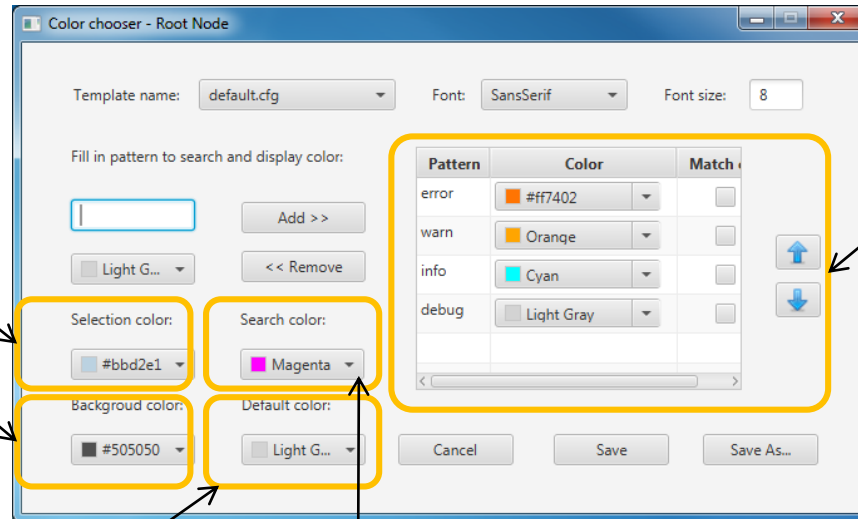 Color chooser - Root Node
Template name: default.cfg Font: SansSerif Font size: 8
Fill in pattern to search and display color:
Pattern Color Match
error #ff7402
Add >>
warn Orange
Light G... << Remove
info Cyan
debug Light Gray
Selection color: Search color:
#bbd2e1 Magenta
Backgroud color: Default color:
#505050 Light G...
Cancel Save Save As...